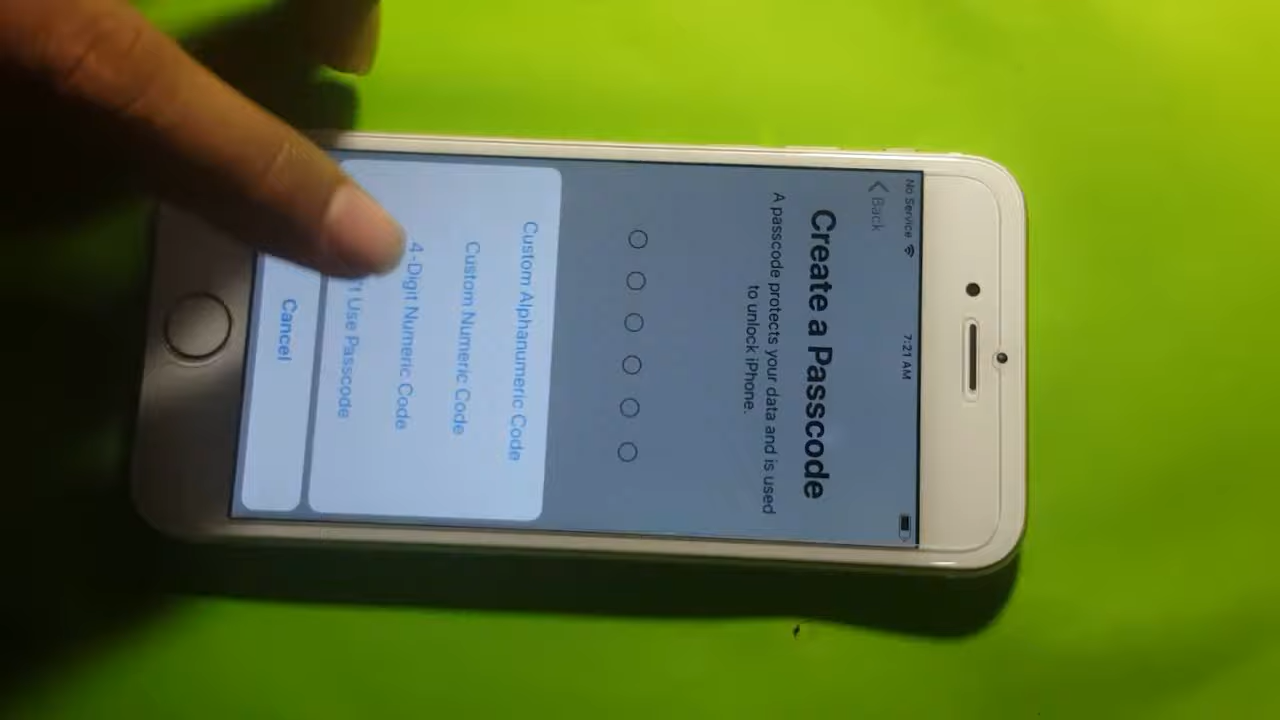 No Service
7:21 AM
Back
Create a Passcode
A passcode protects your data and is used
to unlock iPhone.
Custom Alphanumeric Code
Custom Numeric Code
4-Digit Numeric Code
Use Passcode
Cancel